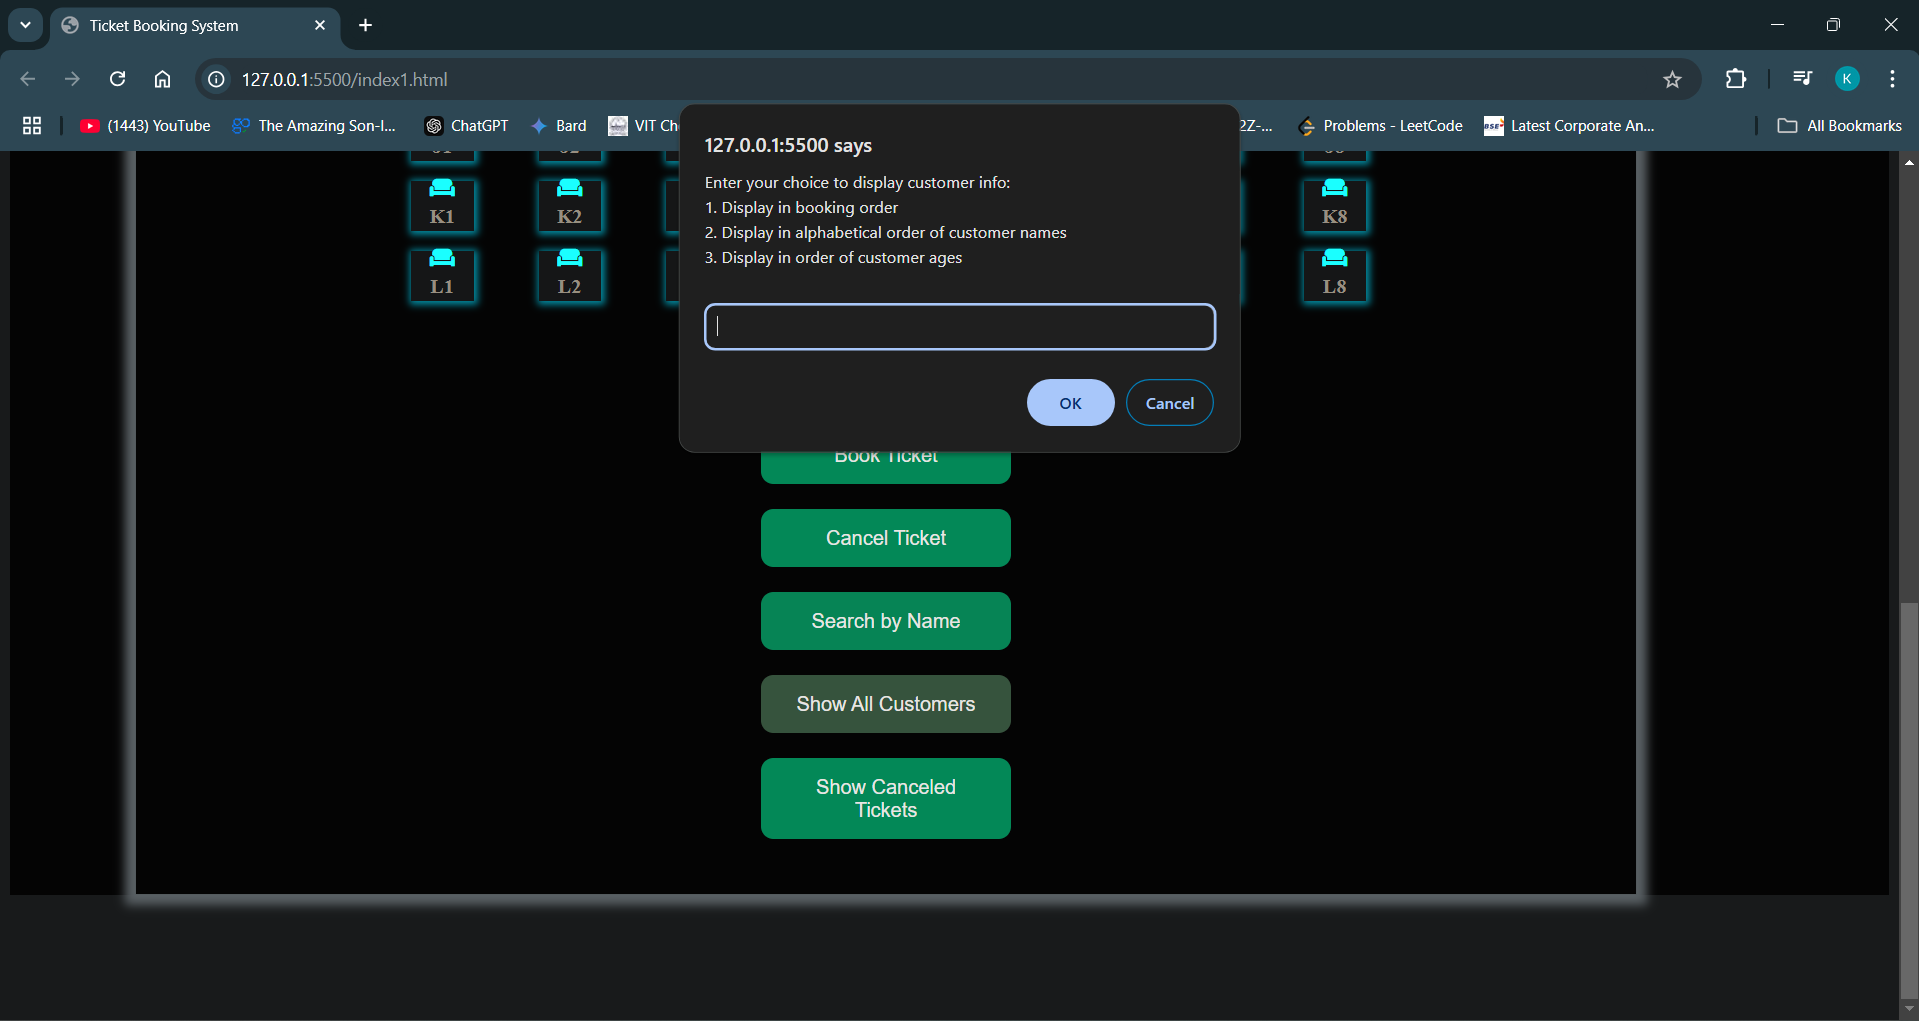 Ticket Booking System
127.0.0.1:5500/index1.html
(1443) YouTube
The Amazing Son-I...
ChatGPT
Bard
VIT Ch
2Z-...
Problems - LeetCode
BSE
Latest Corporate An...
All Bookmarks
K
127.0.0.1:5500 says
Enter your choice to display customer info:
1. Display in booking order
2. Display in alphabetical order of customer names
3. Display in order of customer ages
OK
Cancel
K1
K2
K8
L1
L2
L8
Book Ticket
Cancel Ticket
Search by Name
Show All Customers
Show Canceled
Tickets